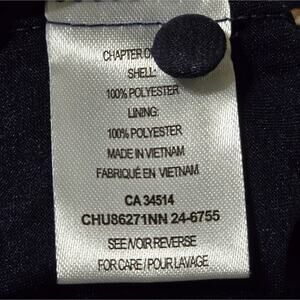 CHAPTER
SHELL:
100% POLYESTER
LINING:
100% POLYESTER
MADE IN VIETNAM
FABRIQUÉ EN VIETNAM
CA 34514
CHU86271NN 24-6755
SEE/VOIR REVERSE
FOR CARE/POUR LAVAGE